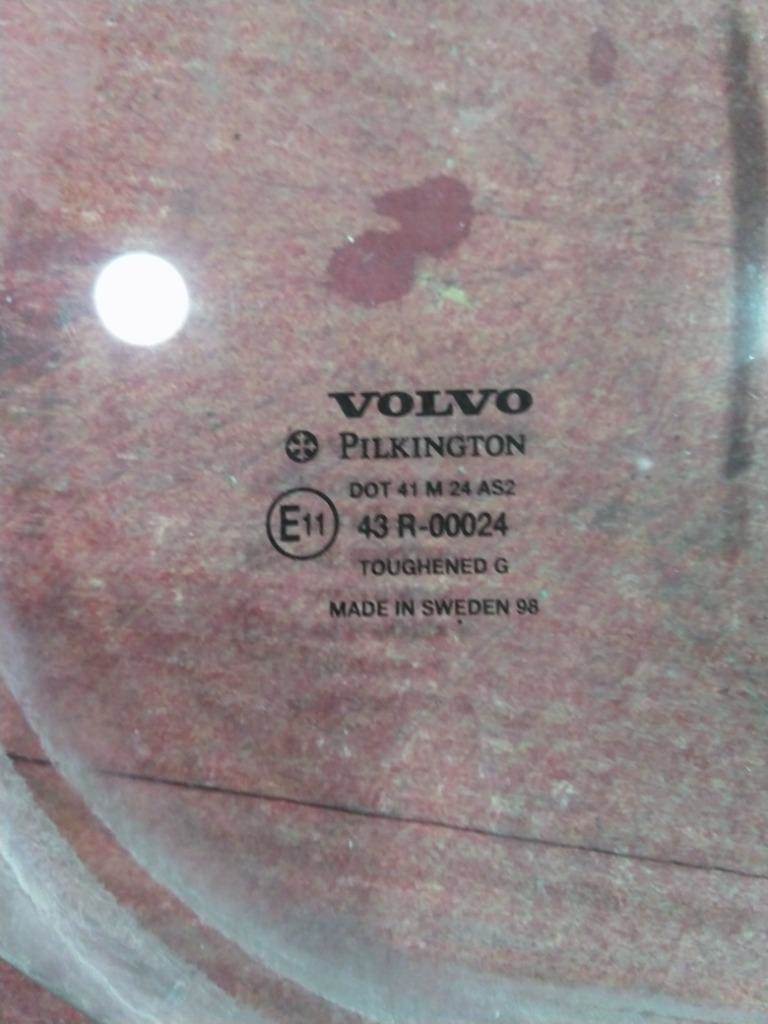 VOLVO
PILKINGTON
DOT 41 M 24 AS2
E11 43 R-00024
TOUGHENED G
MADE IN SWEDEN 98